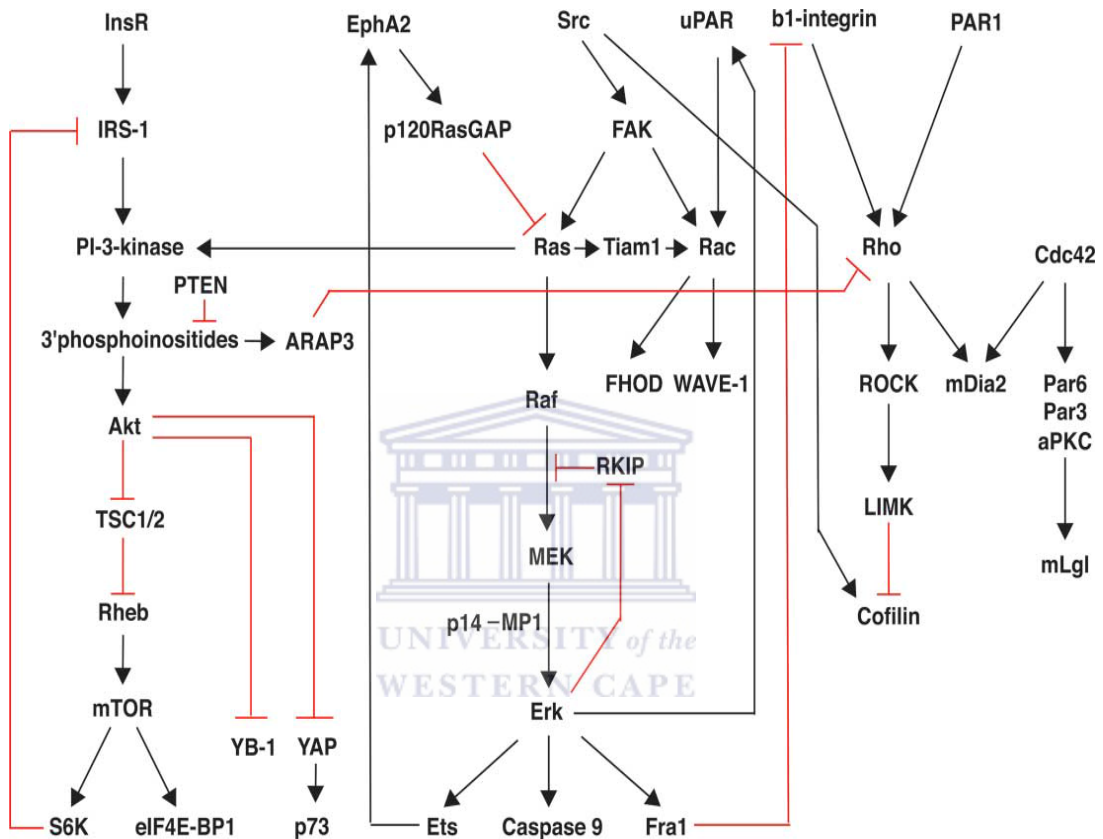 InsR EphA2 Src uPAR b1-integrin PAR1
IRS-1 p120RasGAP FAK
PI-3-kinase Ras Tiam1 Rac Rho Cdc42
PTEN
3'phosphoinositides ARAP3
FHOD WAVE-1 ROCK mDia2 Par6
Raf
Par3
Akt aPKC
RKIP
TSC1/2 LIMK
MEK mLgl
Rheb Cofilin
p14 –MP1
UNIVERSITY of the
WESTERN CAPE
mTOR Erk
YB-1 YAP
S6K eIF4E-BP1 p73 Ets Caspase 9 Fra1